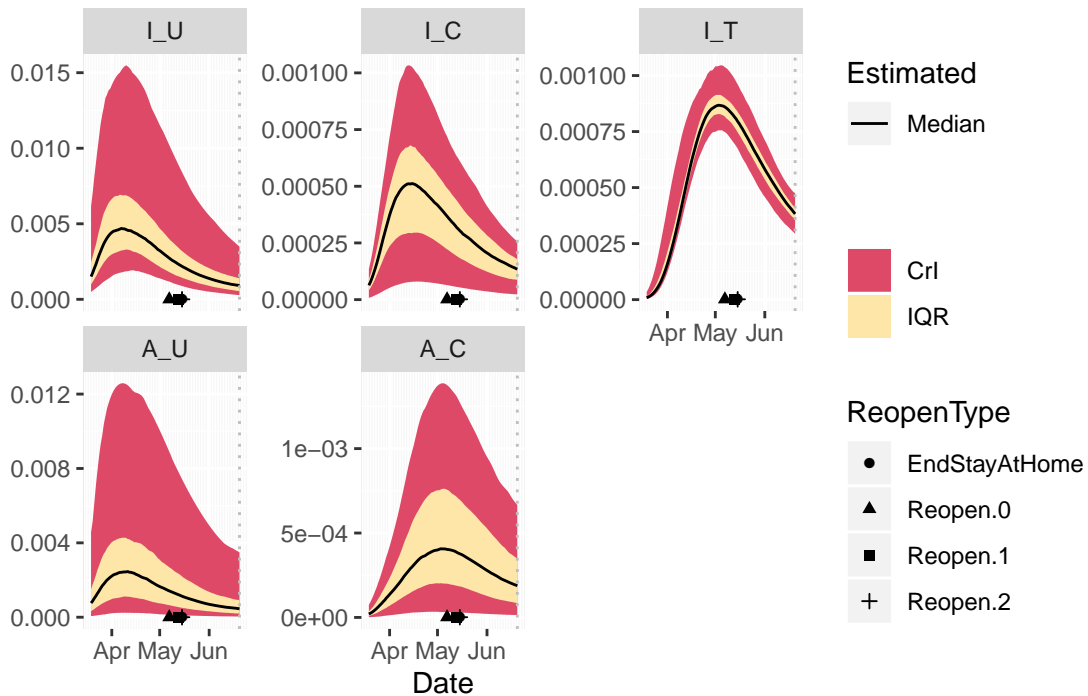 I_U
I_C
I_T
0.015
0.010
0.005
0.000
0.00100
0.00075
0.00050
0.00025
0.00000
0.00100
0.00075
0.00050
0.00025
0.00000
Apr May Jun
A_U
A_C
0.012
0.008
0.004
0.000
1e−03
5e−04
0e+00
Apr May Jun
Apr May Jun
Date
Estimated
Median
CrI
IQR
ReopenType
EndStayAtHome
Reopen.0
Reopen.1
Reopen.2